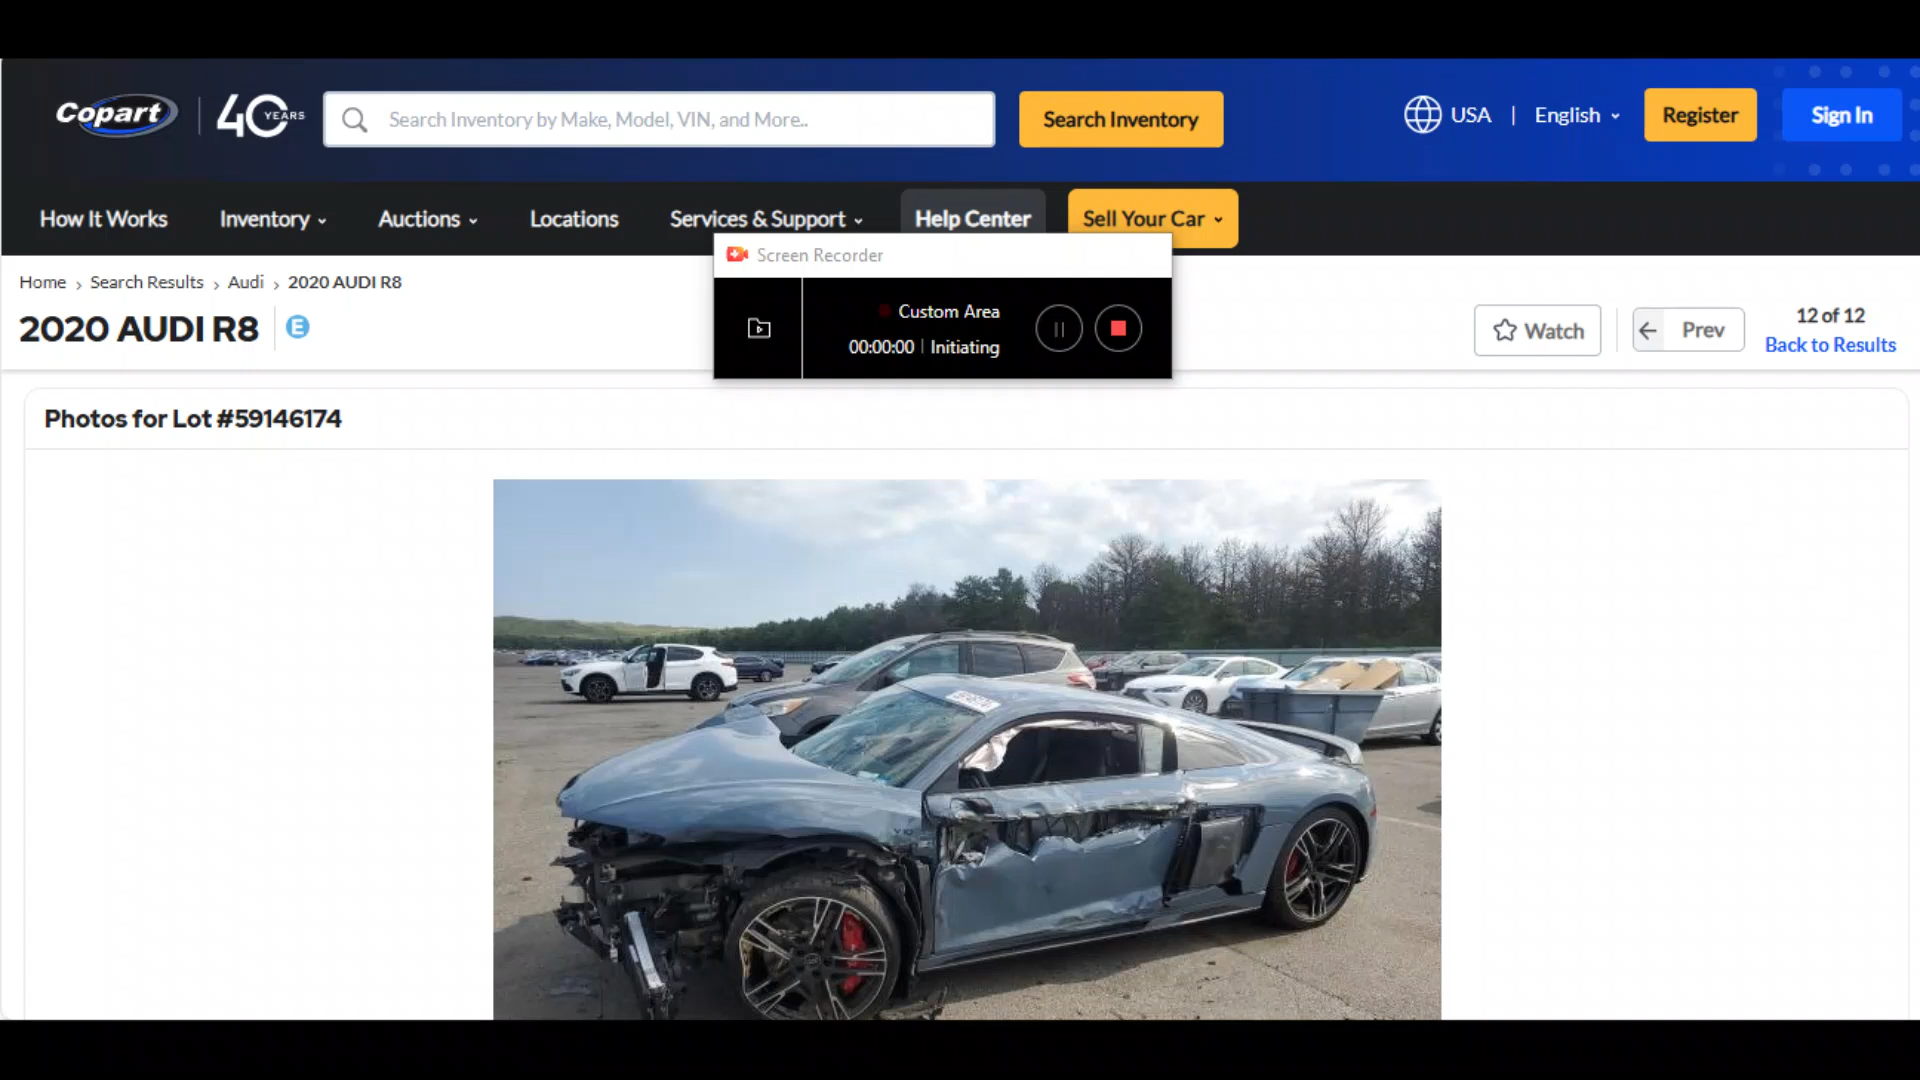 Copart
40 YEARS
Search Inventory by Make, Model, VIN, and More..
Search Inventory
USA | English
Register
Sign In
How It Works
Inventory
Auctions
Locations
Services & Support
Help Center
Sell Your Car
Screen Recorder
Custom Area
00:00:00 | Initiating
Home > Search Results > Audi > 2020 AUDI R8
2020 AUDI R8
E
Watch
Prev
12 of 12
Back to Results
Photos for Lot #59146174
V10